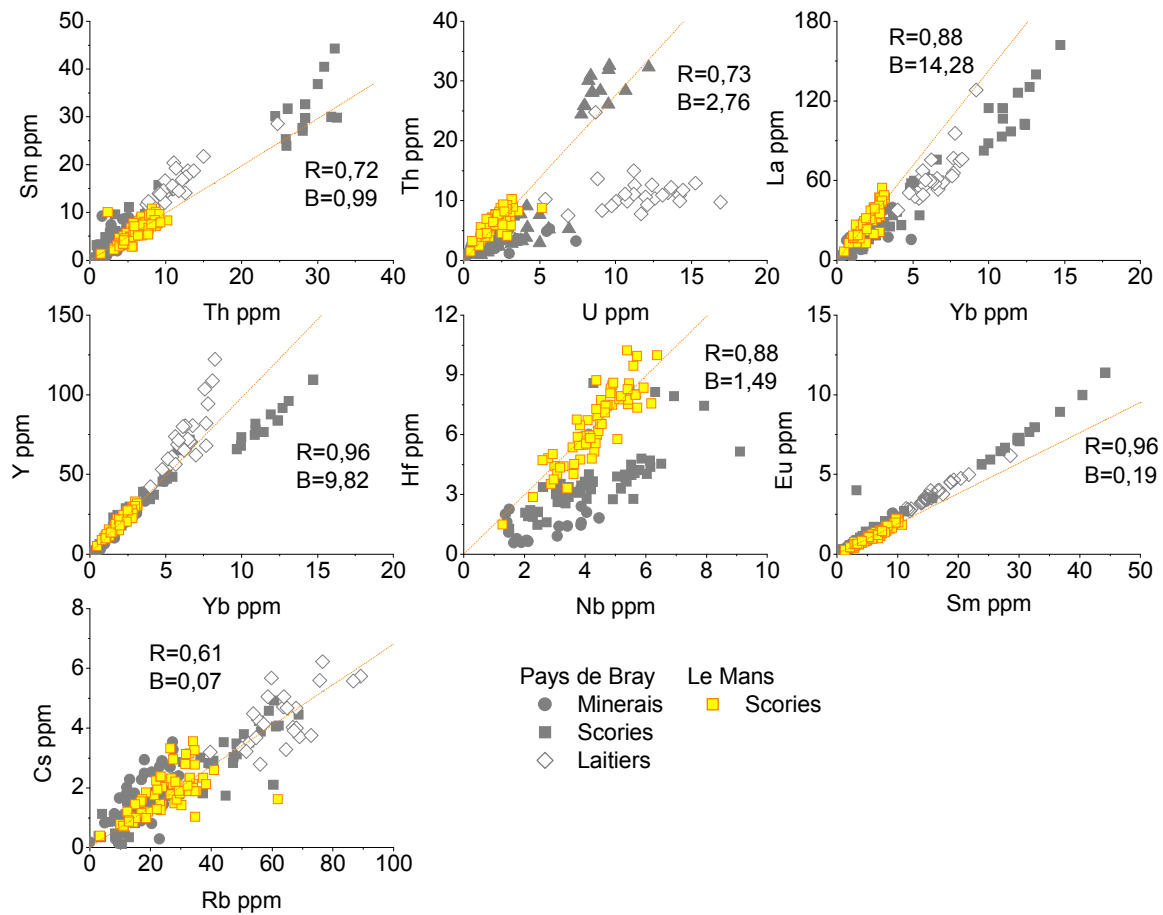 50
40
30
20
10
0
Sm ppm
R=0,72
B=0,99
0 10 20 30 40
Th ppm
40
30
20
10
0
Th ppm
R=0,73
B=2,76
0 5 10 15 20
U ppm
180
120
60
0
La ppm
R=0,88
B=14,28
0 5 10 15 20
Yb ppm
150
100
50
0
Y ppm
R=0,96
B=9,82
0 5 10 15 20
Yb ppm
12
9
6
3
0
Hf ppm
R=0,88
B=1,49
0 2 4 6 8 10
Nb ppm
15
10
5
0
Eu ppm
R=0,96
B=0,19
0 10 20 30 40 50
Sm ppm
8
6
4
2
0
Cs ppm
R=0,61
B=0,07
0 20 40 60 80 100
Rb ppm
Pays de Bray Le Mans
Minerais Scories
Scories
Laitiers